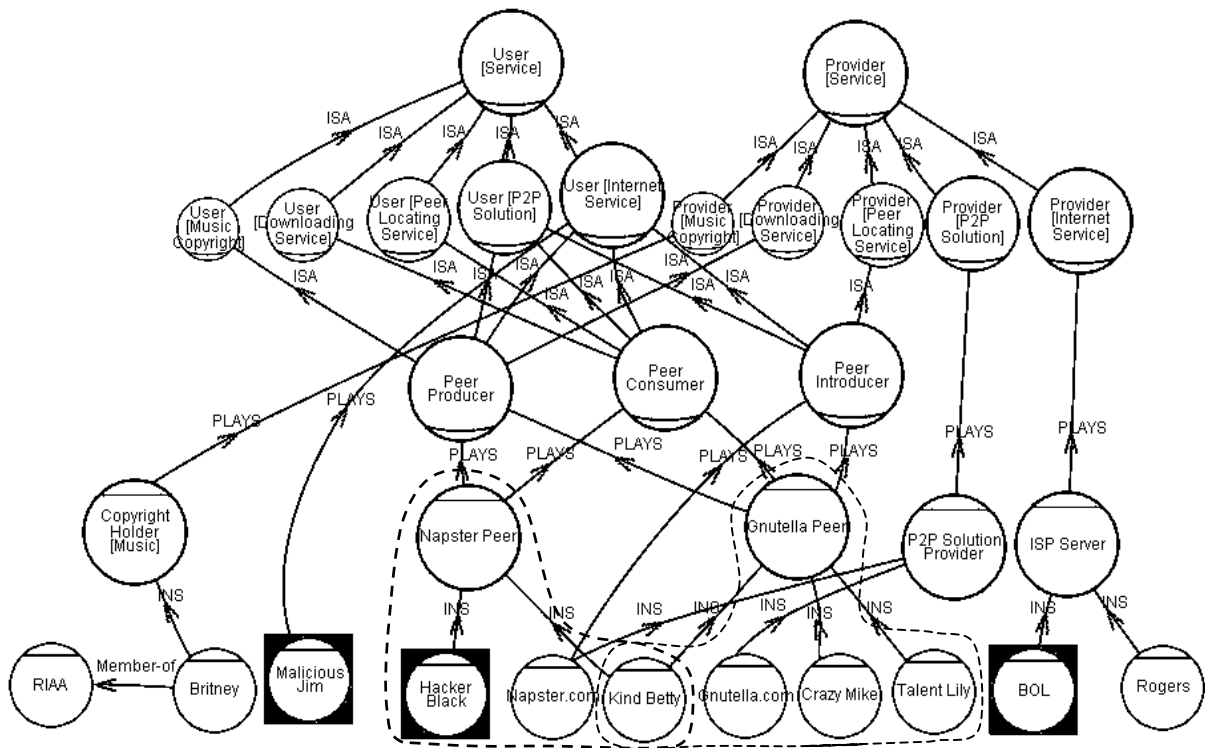 User
[Service]
Provider
[Service]
ISA
ISA
ISA
ISA
ISA
ISA
ISA
ISA
ISA
ISA
User
[Music
Copyright]
User
[Downloading
Service]
User [Peer
Locating
Service]
User [P2P
Solution]
User [Internet
Service]
Provider
[Music
Copyright]
Provider
[Downloading
Service]
Provider
[Peer
Locating
Service]
Provider
[P2P
Solution]
Provider
[Internet
Service]
ISA
ISA
ISA
ISA
ISA
ISA
ISA
ISA
ISA
ISA
ISA
Peer
Producer
Peer
Consumer
Peer
Introducer
PLAYS
PLAYS
PLAYS
PLAYS
PLAYS
PLAYS
PLAYS
PLAYS
PLAYS
PLAYS
Copyright
Holder
[Music]
Napster Peer
Gnutella Peer
P2P Solution
Provider
ISP Server
INS
INS
INS
INS
INS
INS
INS
INS
INS
INS
RIAA
Member-of
Britney
Malicious
Jim
Hacker
Black
Napster.com
Kind Betty
Gnutella.com
Crazy Mike
Talent Lily
BOL
Rogers